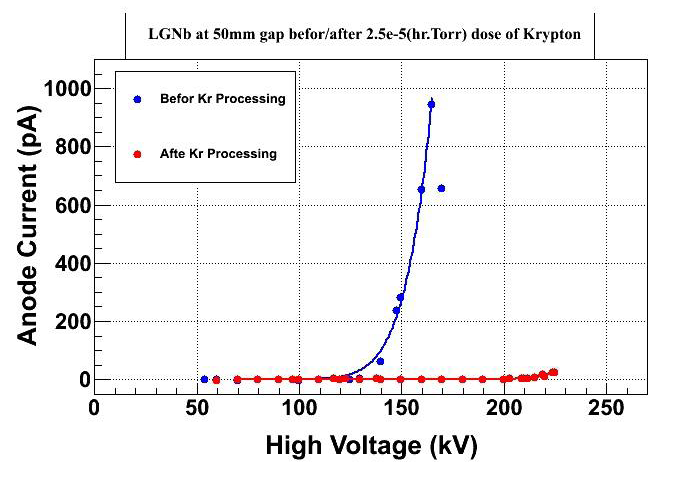 LGNb at 50mm gap befor/after 2.5e-5(hr.Torr) dose of Krypton
Befor Kr Processing
Afte Kr Processing
Anode Current (pA)
1000
800
600
400
200
0
0 50 100 150 200 250
High Voltage (kV)